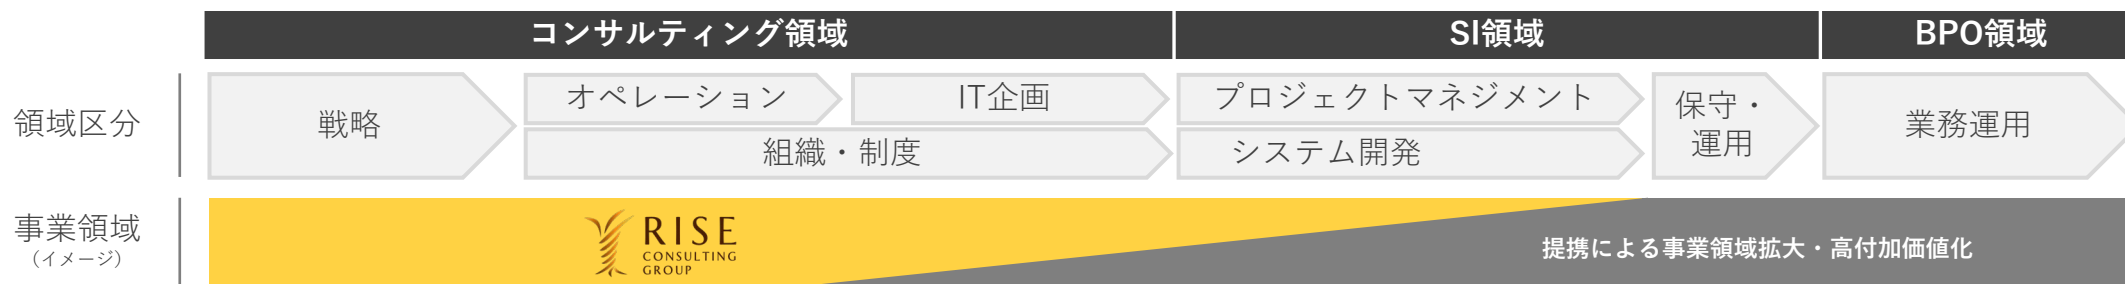 コンサルティング領域
SI領域
BPO領域
領域区分
戦略
オペレーション
IT企画
組織・制度
プロジェクトマネジメント
システム開発
保守・
運用
業務運用
事業領域
（イメージ）
RISE
CONSULTING
GROUP
提携による事業領域拡大・高付加価値化